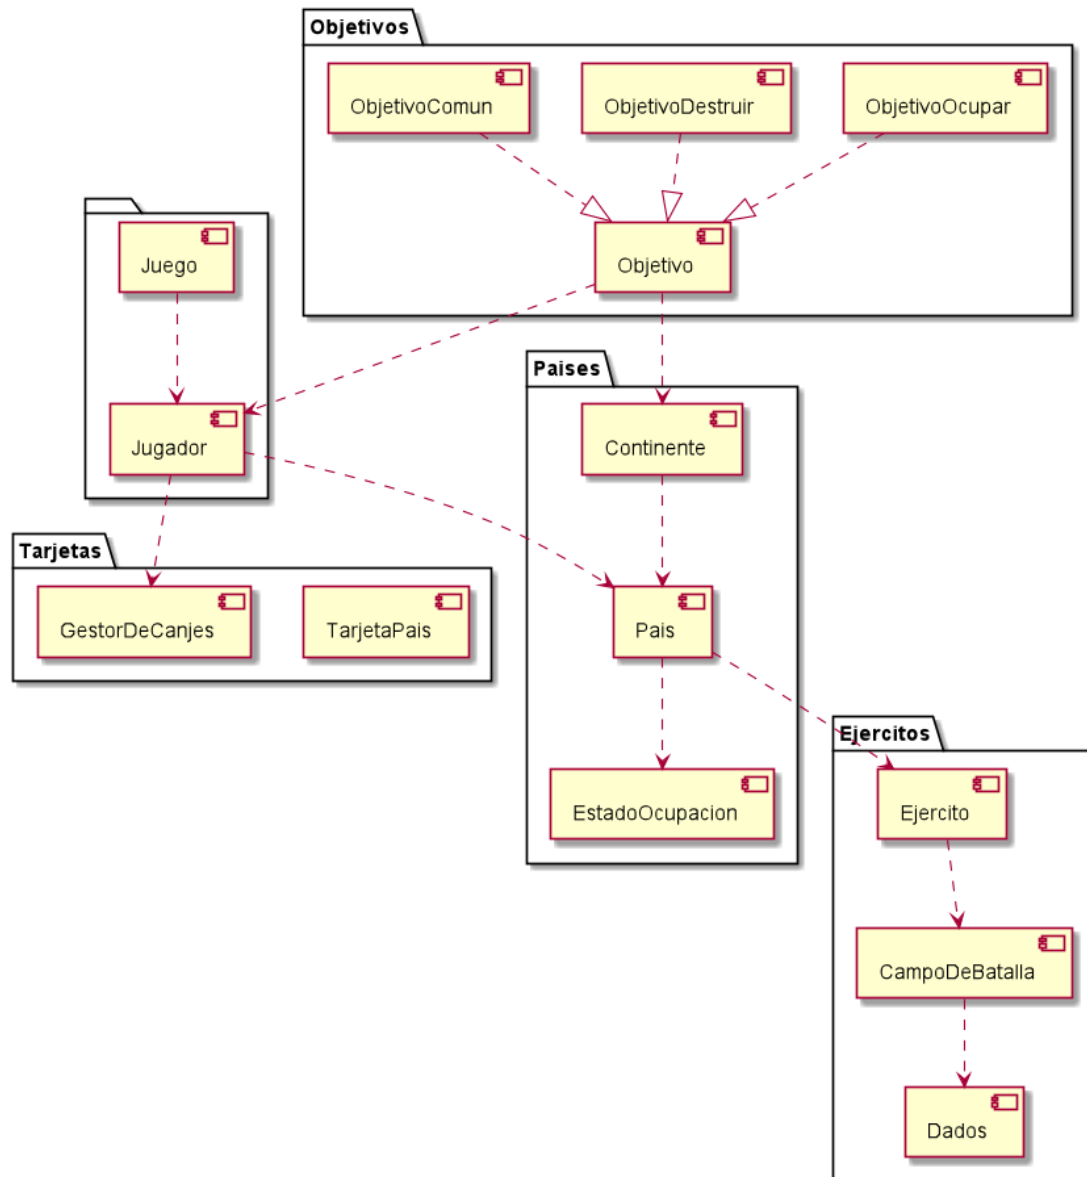 Objetivos
ObjetivoComun
ObjetivoDestruir
ObjetivoOcupar
Juego
Objetivo
Paises
Jugador
Continente
Tarjetas
GestorDeCanjes
TarjetaPais
Pais
Ejercitos
EstadoOcupacion
Ejercito
CampoDeBatalla
Dados